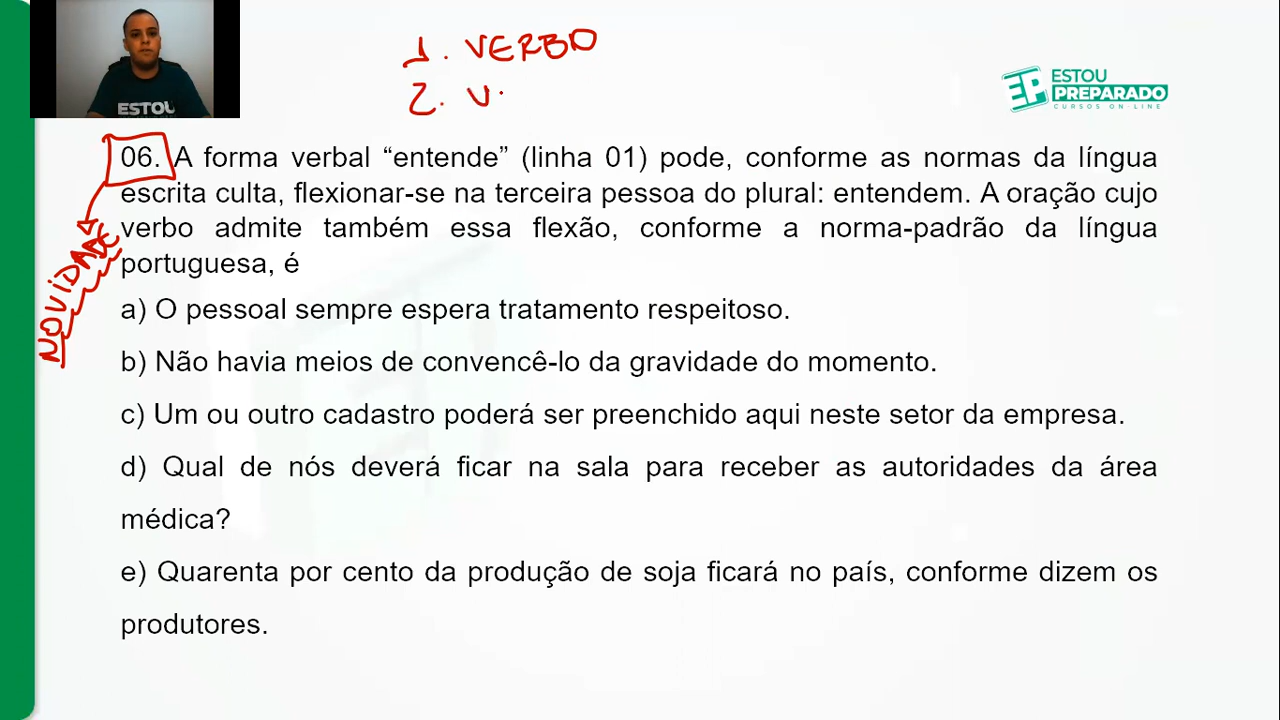 1. VERBO
2. V.
ESTOU
PREPARADO
CURSOS ON-LINE
EP
ESTOU
06. A forma verbal “entende” (linha 01) pode, conforme as normas da língua
escrita culta, flexionar-se na terceira pessoa do plural: entendem. A oração cujo
verbo admite também essa flexão, conforme a norma-padrão da língua
portuguesa, é
NOVIDADE
a) O pessoal sempre espera tratamento respeitoso.
b) Não havia meios de convencê-lo da gravidade do momento.
c) Um ou outro cadastro poderá ser preenchido aqui neste setor da empresa.
d) Qual de nós deverá ficar na sala para receber as autoridades da área
médica?
e) Quarenta por cento da produção de soja ficará no país, conforme dizem os
produtores.